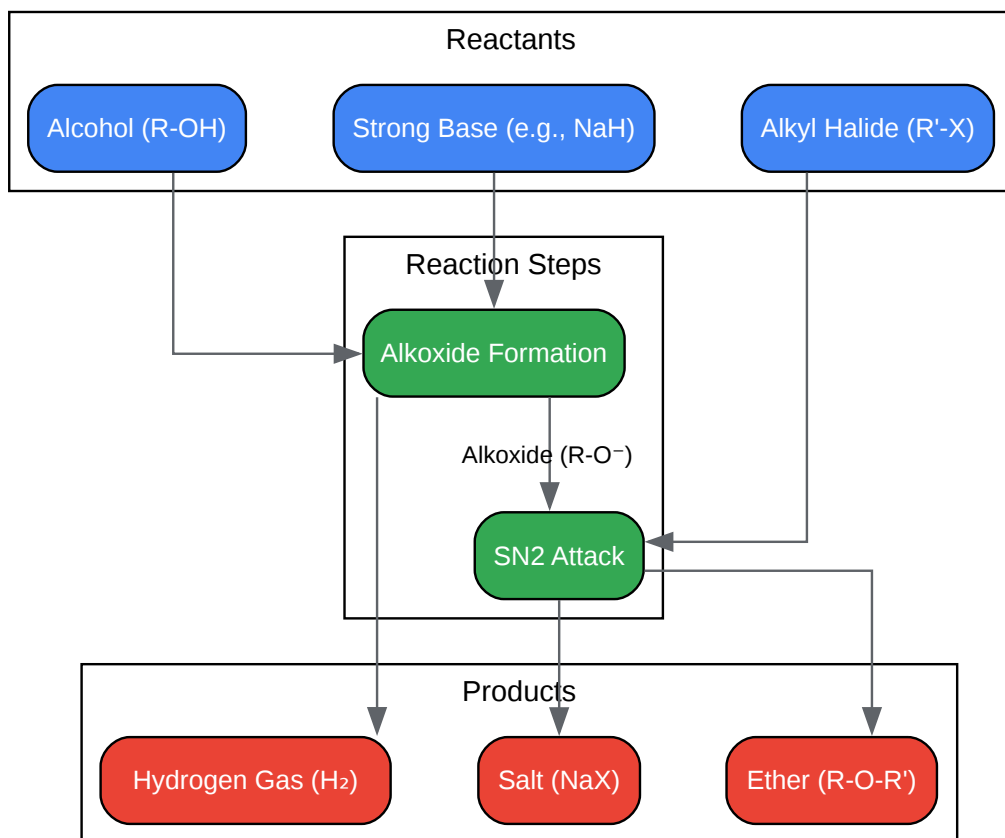 Reactants
Alcohol (R-OH)
Strong Base (e.g., NaH)
Alkyl Halide (R'-X)
Reaction Steps
Alkoxide Formation
Alkoxide (R-O⁻)
SN2 Attack
Products
Hydrogen Gas (H₂)
Salt (NaX)
Ether (R-O-R')